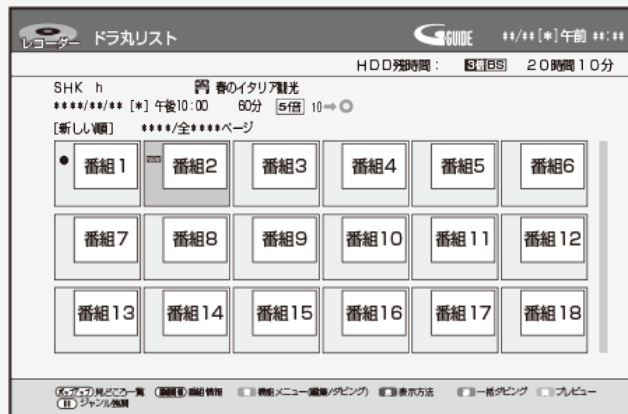 レコーダー ドラ丸リスト GGUIDE **/**[*]午前 **:**
HDD残時間： 3倍BS 20時間10分
SHK h 春のイタリア観光
****/**/** [*] 午後10:00 60分 5倍 10⇒
[新しい順] ****/全****ページ
番組1 番組2 番組3 番組4 番組5 番組6
番組7 番組8 番組9 番組10 番組11 番組12
番組13 番組14 番組15 番組16 番組17 番組18
見どころ一覧 番組情報 機能メニュー(編集/ダビング) 表示方法 一括ダビング プレビュー
ジャンル強調